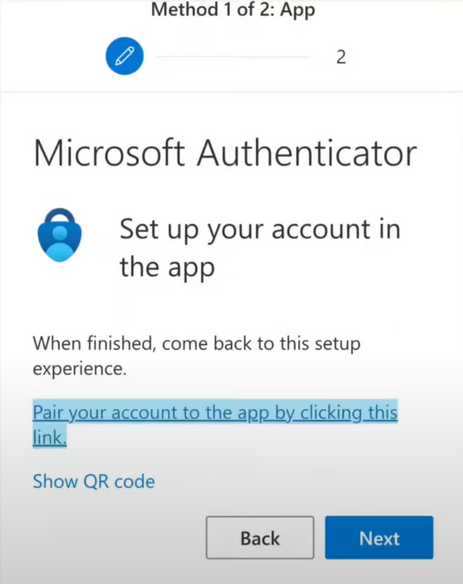 Method 1 of 2: App
2
Microsoft Authenticator
Set up your account in
the app
When finished, come back to this setup
experience.
Pair your account to the app by clicking this
link.
Show QR code
Back
Next